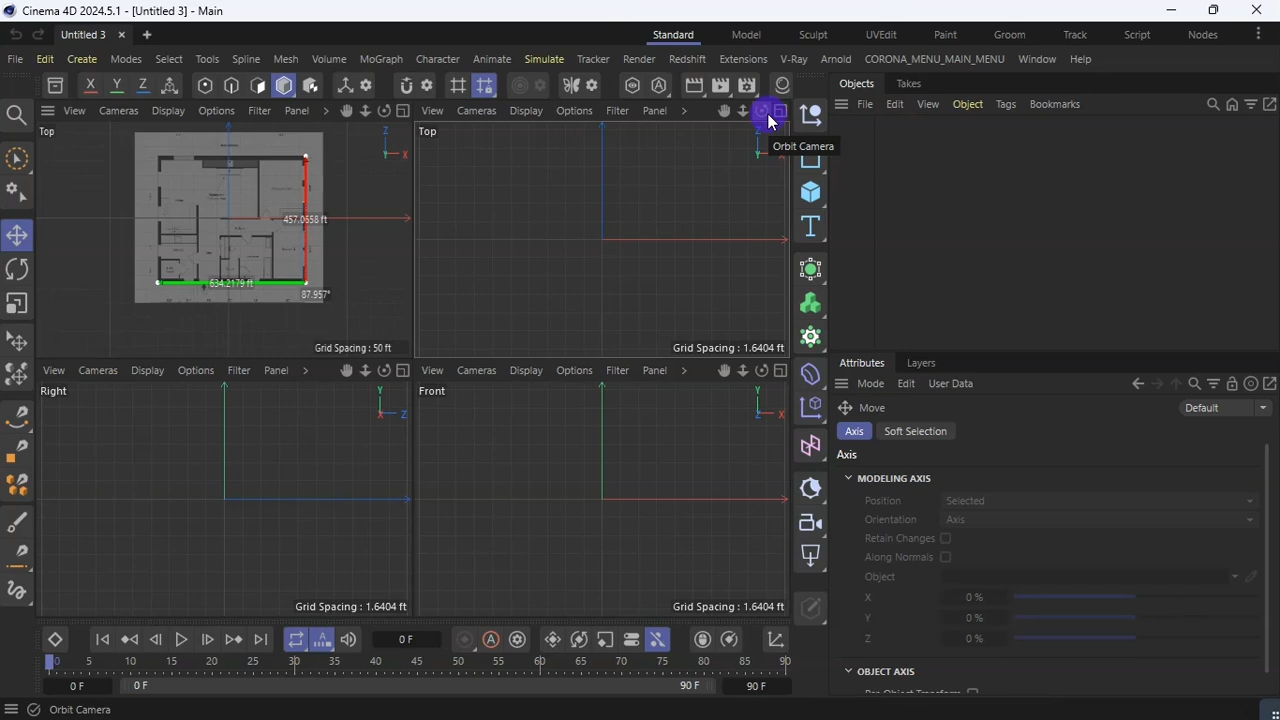 Cinema 4D 2024.5.1 - [Untitled 3] - Main
Untitled 3
Standard Model Sculpt UVEdit Paint Groom Track Script Nodes
File Edit Create Modes Select Tools Spline Mesh Volume MoGraph Character Animate Simulate Tracker Render Redshift Extensions V-Ray Arnold CORONA_MENU_MAIN_MENU Window Help
X Y Z
Objects Takes
View Cameras Display Options Filter Panel
View Cameras Display Options Filter Panel
File Edit View Object Tags Bookmarks
Top
Z
Y X
457.0658 ft
634.2179 ft
87.957°
Grid Spacing : 50 ft
Top
Z
Y
Orbit Camera
Grid Spacing : 1.6404 ft
View Cameras Display Options Filter Panel
View Cameras Display Options Filter Panel
Right
Y
X Z
Grid Spacing : 1.6404 ft
Front
Y
Z X
Grid Spacing : 1.6404 ft
Attributes Layers
Mode Edit User Data
Move
Default
Axis Soft Selection
Axis
MODELING AXIS
Position Selected
Orientation Axis
Retain Changes
Along Normals
Object
X 0 %
Y 0 %
Z 0 %
OBJECT AXIS
Per-Object Transform
0 F
0 5 10 15 20 25 30 35 40 45 50 55 60 65 70 75 80 85 90
0 F 0 F 90 F 90 F
Orbit Camera